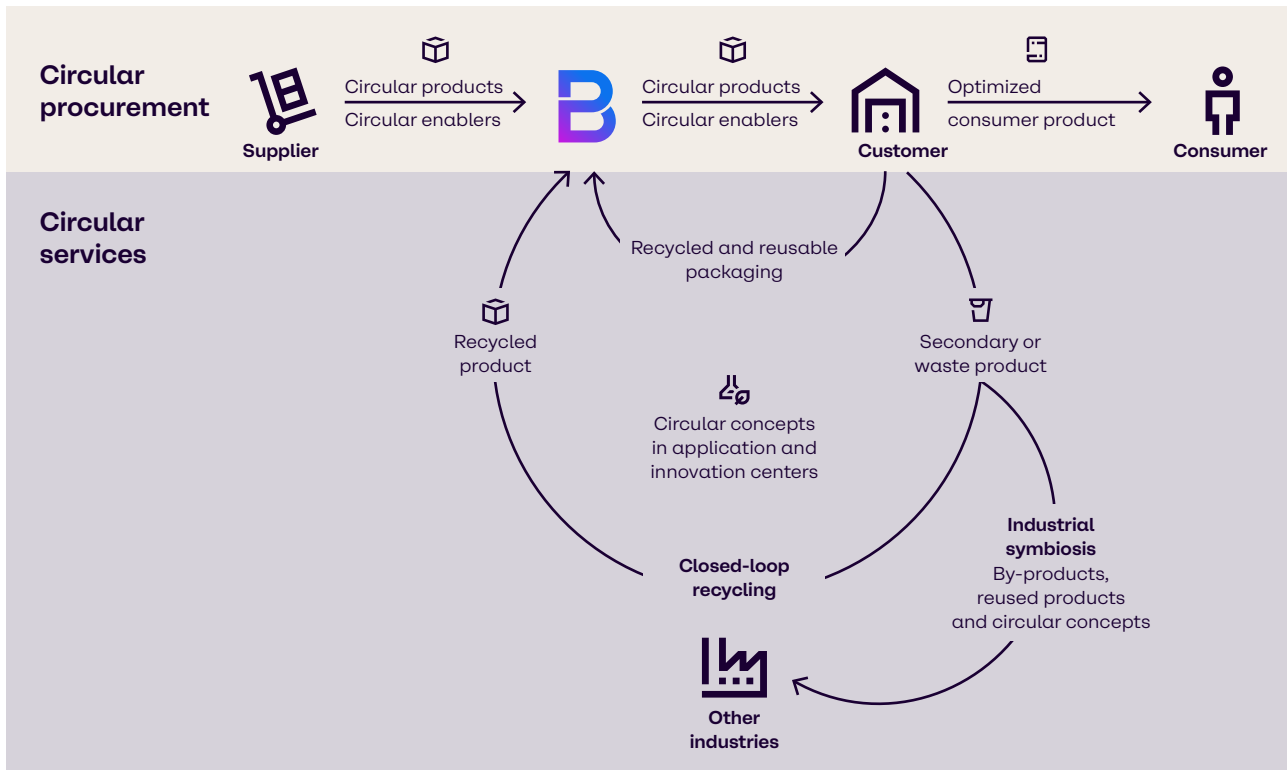 Circular
procurement
Supplier
Circular products
Circular enablers
B
Circular products
Circular enablers
Customer
Optimized
consumer product
Consumer
Circular
services
Recycled and reusable
packaging
Recycled
product
Secondary or
waste product
Circular concepts
in application and
innovation centers
Closed-loop
recycling
Industrial
symbiosis
By-products,
reused products
and circular concepts
Other
industries